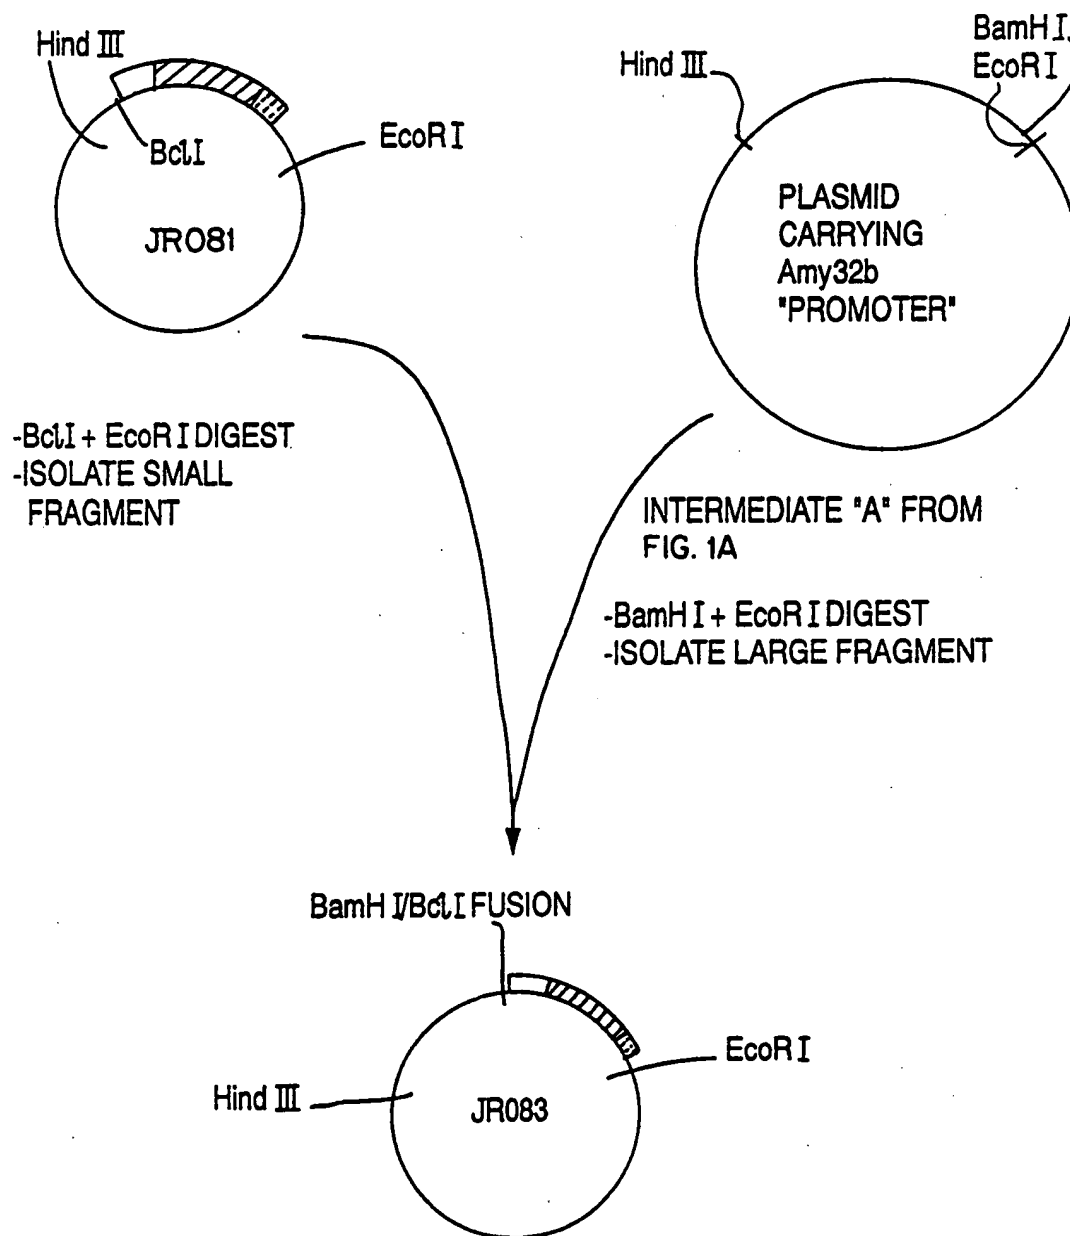 Hind III
BclI
EcoR I
JR081
-BclI + EcoR I DIGEST
-ISOLATE SMALL
FRAGMENT
Hind III
BamH I
EcoR I
PLASMID
CARRYING
Amy32b
"PROMOTER"
INTERMEDIATE "A" FROM
FIG. 1A
-BamH I + EcoR I DIGEST
-ISOLATE LARGE FRAGMENT
BamH I/BclI FUSION
EcoR I
Hind III
JR083